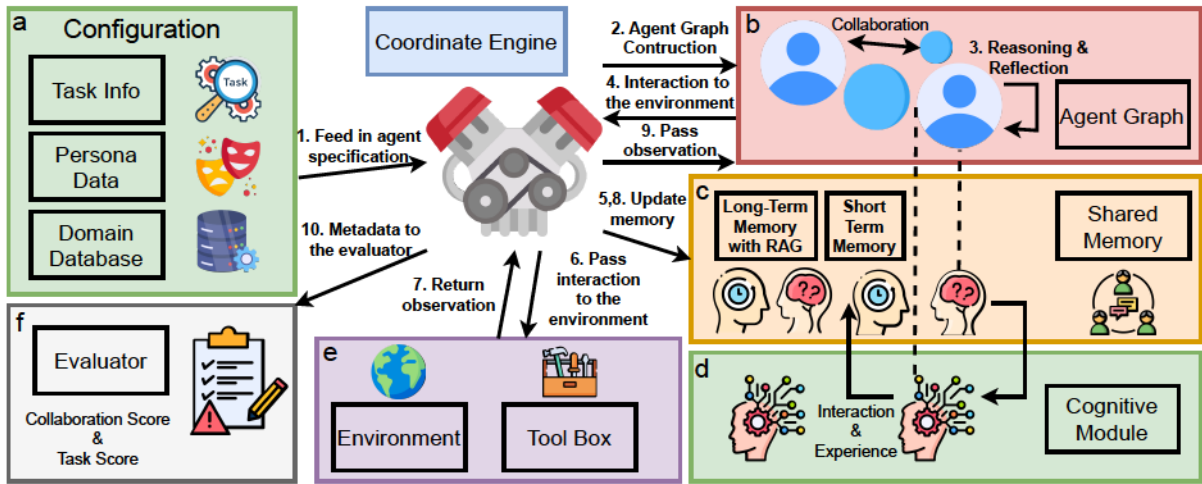 a
Configuration
Task Info
Task
Persona
Data
Domain
Database
Coordinate Engine
1. Feed in agent
specification
2. Agent Graph
Contruction
4. Interaction to
the environment
9. Pass
observation
5,8. Update
memory
10. Metadata to
the evaluator
7. Return
observation
6. Pass
interaction
to the
environment
b
Collaboration
3. Reasoning &
Reflection
Agent Graph
c
Long-Term
Memory
with RAG
Short
Term
Memory
Shared
Memory
??
??
d
Interaction
&
Experience
Cognitive
Module
e
Environment
Tool Box
f
Evaluator
Collaboration Score
&
Task Score